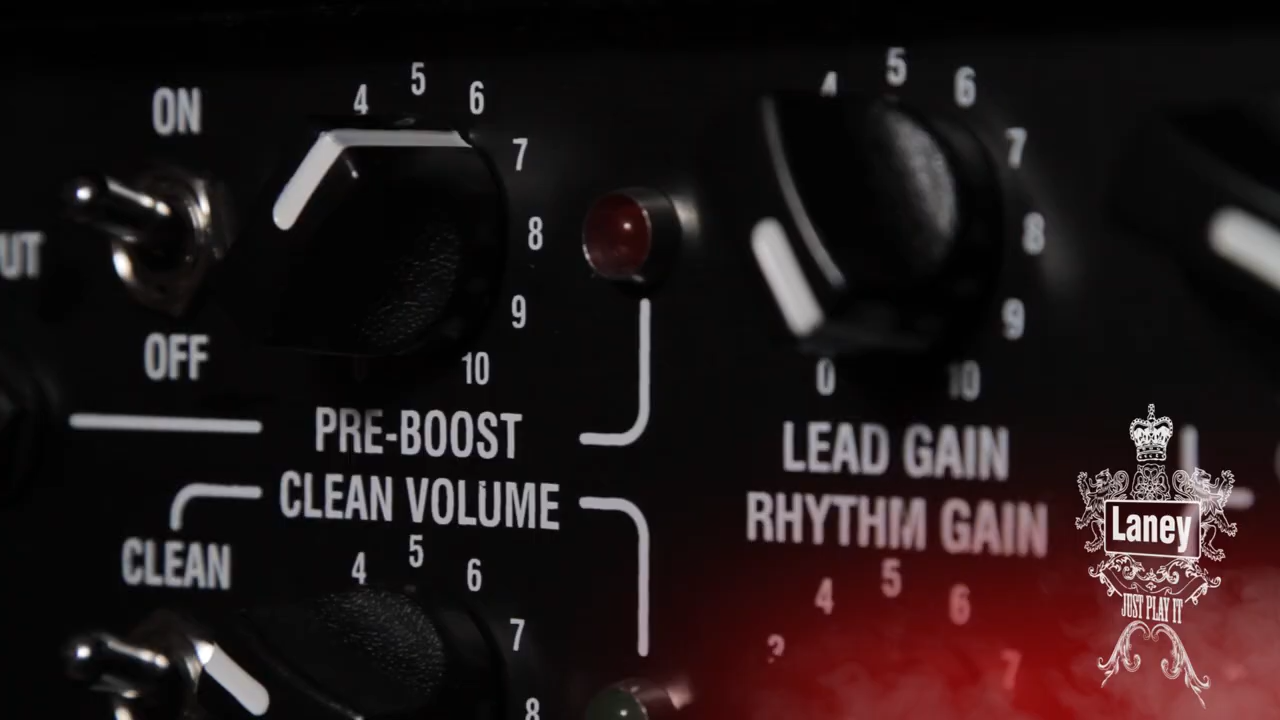 ON
4 5 6
7
8
9
10
OFF
PRE-BOOST
CLEAN VOLUME
CLEAN
4 5 6
7
8
4 5 6
7
8
9
0 10
LEAD GAIN
RHYTHM GAIN
4 5 6
7
Laney
JUST PLAY IT